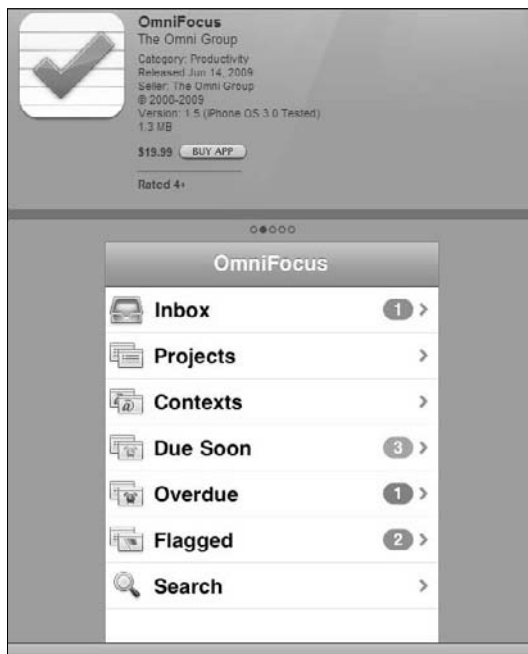 OmniFocus
The Omni Group
Category: Productivity
Released Jun 14, 2009
Seller: The Omni Group
© 2008-2009
Version: 1.5 (iPhone OS 3.0 Tested)
1.3 MB
$19.99 BUY APP
Rated 4+
OmniFocus
Inbox 1
Projects
Contexts
Due Soon 3
Overdue 1
Flagged 2
Search